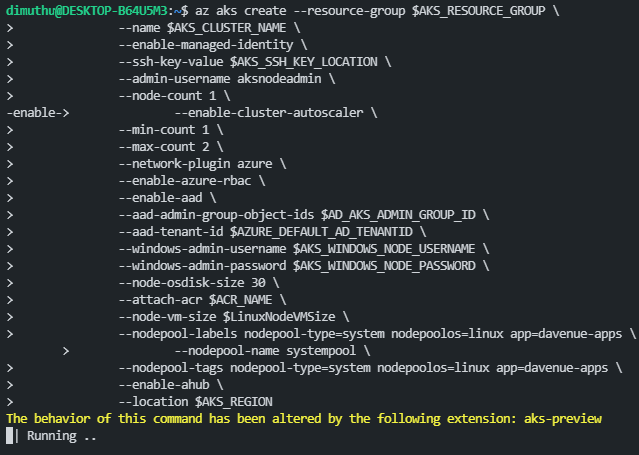 dimuthu@DESKTOP-B64U5M3:~$ az aks create --resource-group $AKS_RESOURCE_GROUP \
> --name $AKS_CLUSTER_NAME \
> --enable-managed-identity \
> --ssh-key-value $AKS_SSH_KEY_LOCATION \
> --admin-username aksnodeadmin \
> --node-count 1 \
-enable-> --enable-cluster-autoscaler \
> --min-count 1 \
> --max-count 2 \
> --network-plugin azure \
> --enable-azure-rbac \
> --enable-aad \
> --aad-admin-group-object-ids $AD_AKS_ADMIN_GROUP_ID \
> --aad-tenant-id $AZURE_DEFAULT_AD_TENANTID \
> --windows-admin-username $AKS_WINDOWS_NODE_USERNAME \
> --windows-admin-password $AKS_WINDOWS_NODE_PASSWORD \
> --node-osdisk-size 30 \
> --attach-acr $ACR_NAME \
> --node-vm-size $LinuxNodeVMSize \
> --nodepool-labels nodepool-type=system nodepoolos=linux app=davenue-apps \
> --nodepool-name systempool \
> --nodepool-tags nodepool-type=system nodepoolos=linux app=davenue-apps \
> --enable-ahub \
> --location $AKS_REGION
The behavior of this command has been altered by the following extension: aks-preview
| Running ..